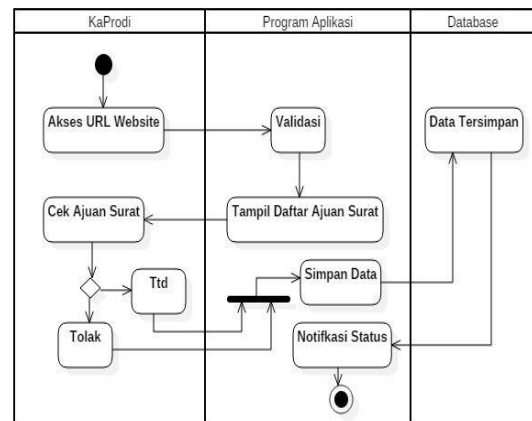 KaProdi
Program Aplikasi
Database
Akses URL Website
Validasi
Data Tersimpan
Cek Ajuan Surat
Tampil Daftar Ajuan Surat
Ttd
Simpan Data
Tolak
Notifkasi Status